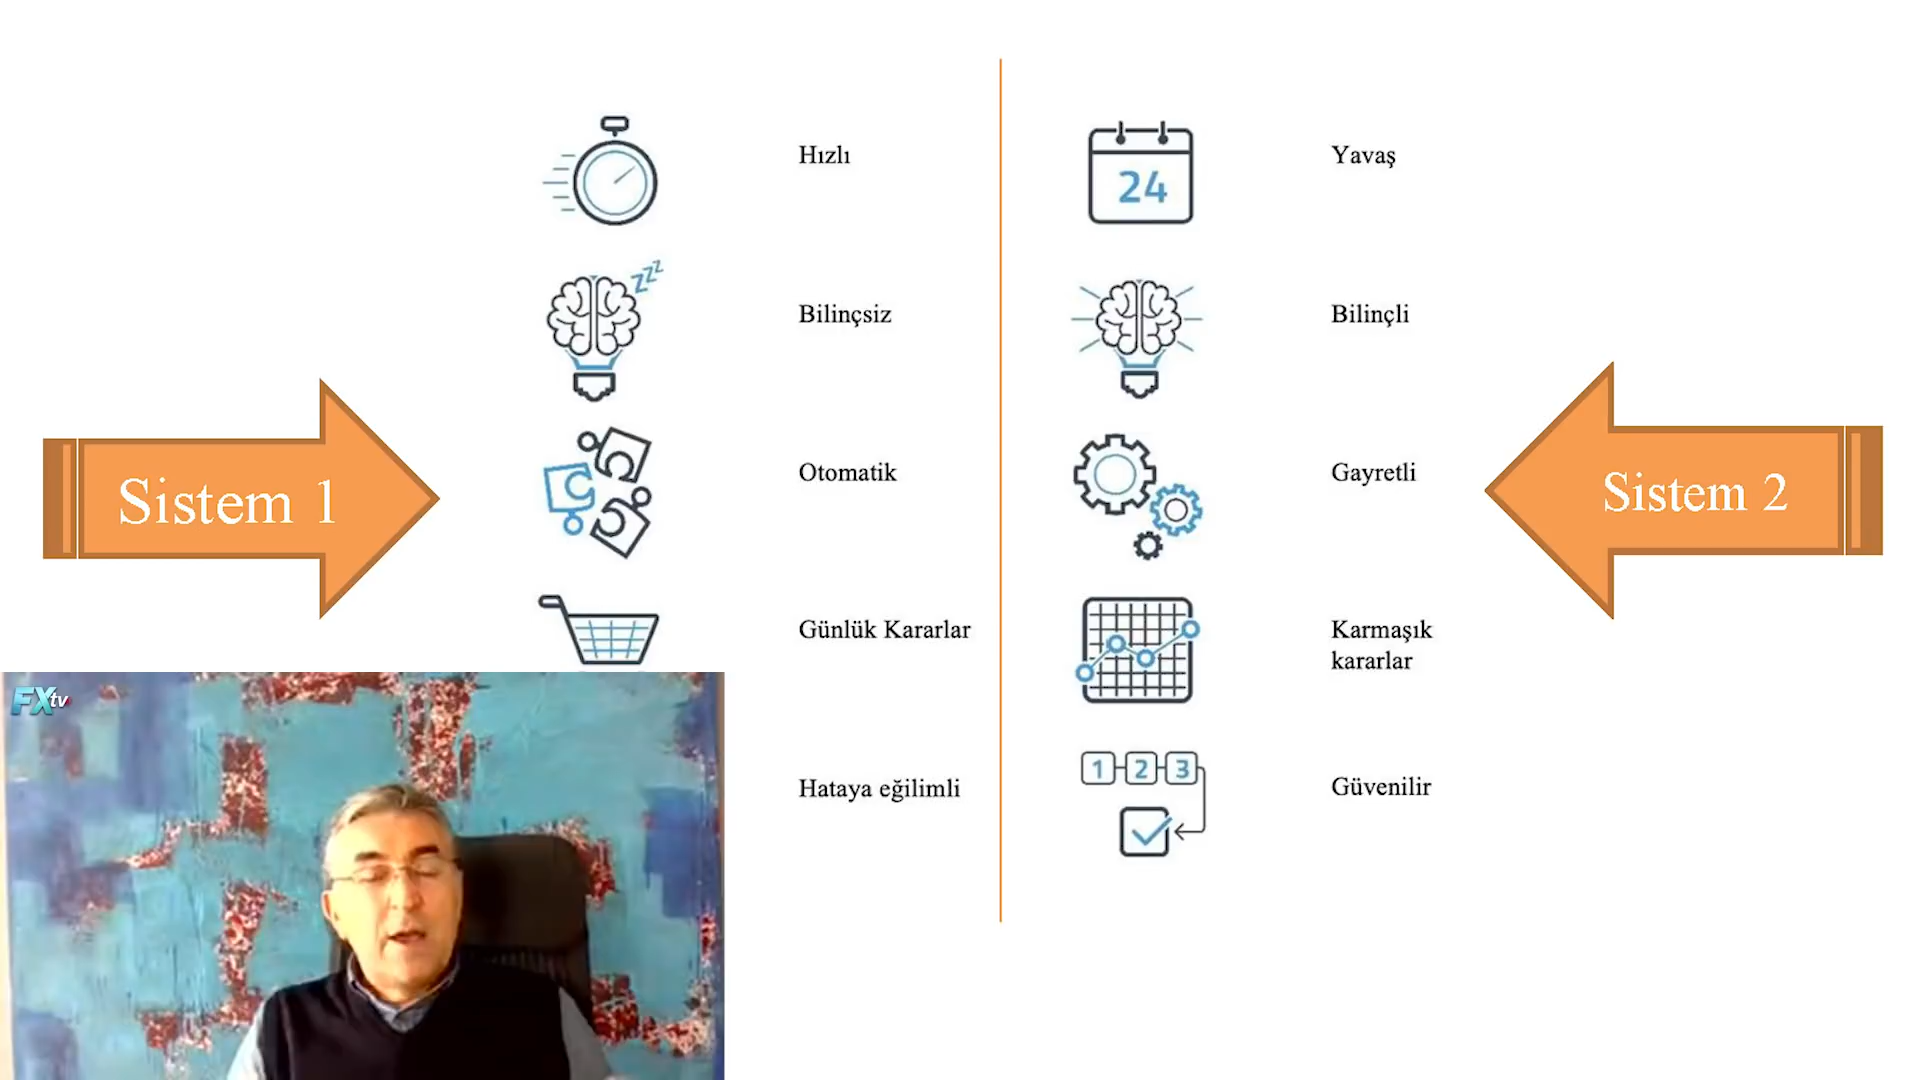 Hızlı
Yavaş
24
zzz
Bilinçsiz
Bilinçli
Sistem 1
Otomatik
Gayretli
Sistem 2
Günlük Kararlar
Karmaşık
kararlar
FXtv
Hataya eğilimli
1 2 3
Güvenilir